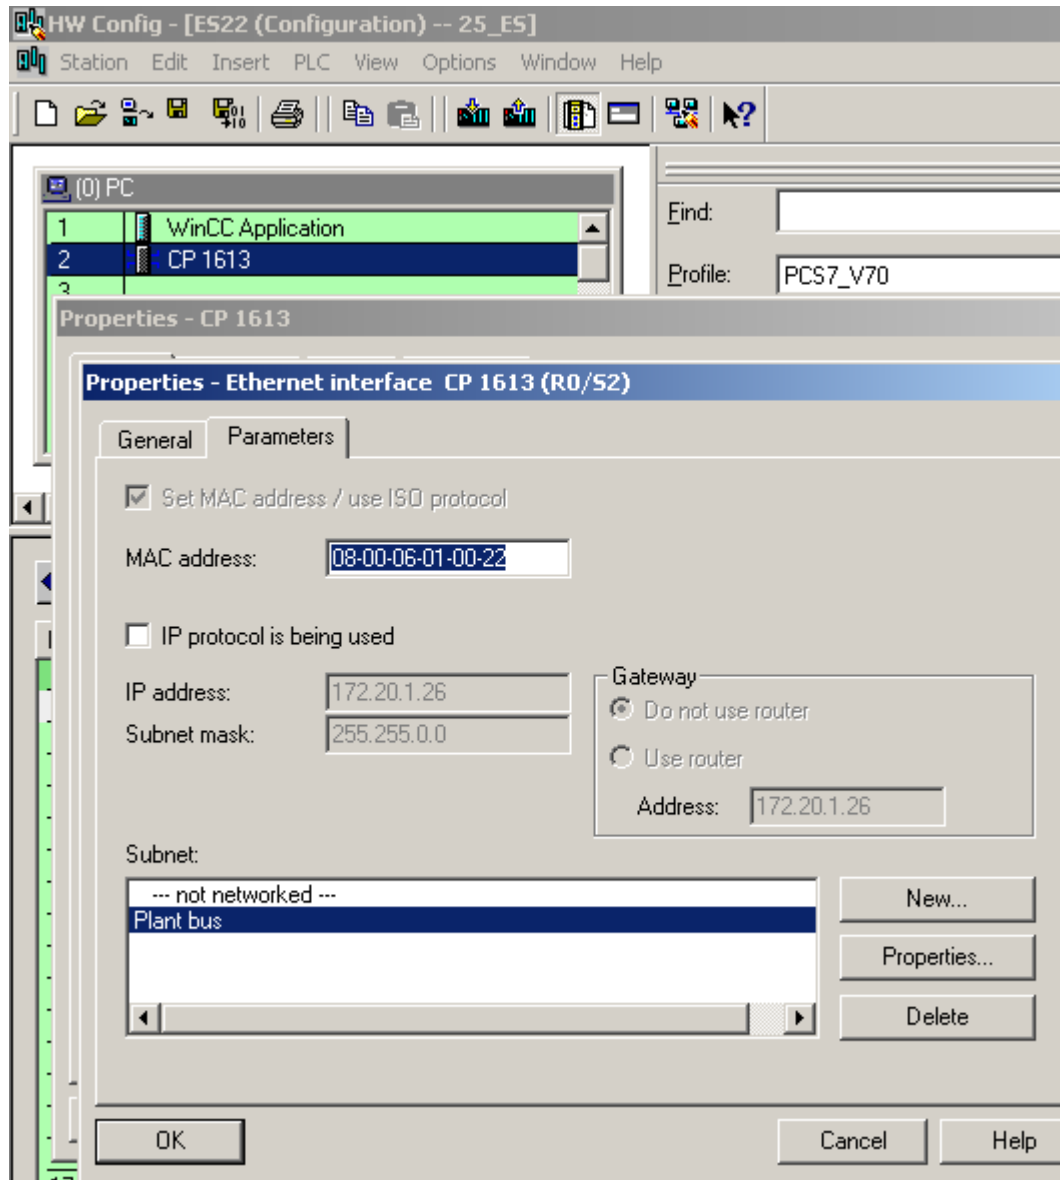 HW Config - [ES22 (Configuration) -- 25_ES]
Station Edit Insert PLC View Options Window Help
(0) PC
1 WinCC Application
2 CP 1613
3
Find:
Profile: PCS7_V70
Properties - CP 1613
Properties - Ethernet interface CP 1613 (R0/S2)
General Parameters
Set MAC address / use ISO protocol
MAC address: 08-00-06-01-00-22
IP protocol is being used
IP address: 172.20.1.26
Subnet mask: 255.255.0.0
Gateway
Do not use router
Use router
Address: 172.20.1.26
Subnet:
--- not networked ---
Plant bus
New...
Properties...
Delete
OK Cancel Help